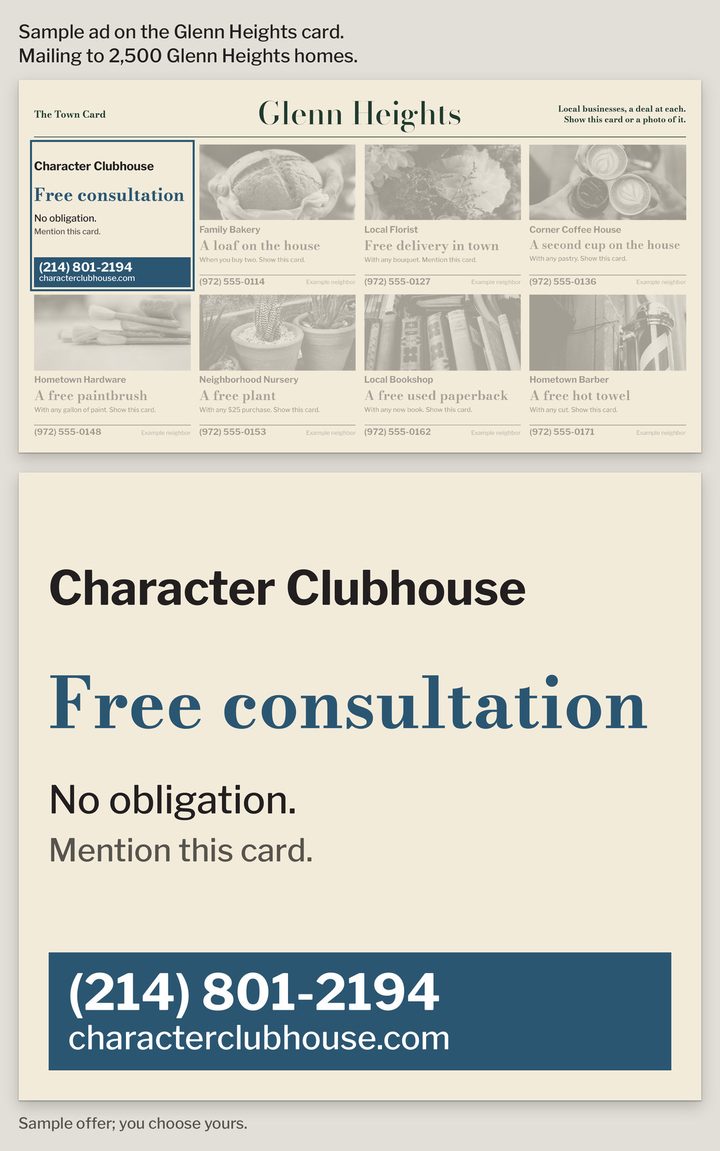 Sample ad on the Glenn Heights card.
Mailing to 2,500 Glenn Heights homes.
The Town Card
Glenn Heights
Local businesses, a deal at each.
Show this card or a photo of it.
Character Clubhouse
Free consultation
No obligation.
Mention this card.
(214) 801-2194
characterclubhouse.com
Family Bakery
A loaf on the house
When you buy two. Show this card.
(972) 555-0114
Example neighbor
Local Florist
Free delivery in town
With any bouquet. Mention this card.
(972) 555-0127
Example neighbor
Corner Coffee House
A second cup on the house
With any pastry. Show this card.
(972) 555-0136
Example neighbor
Hometown Hardware
A free paintbrush
With any gallon of paint. Show this card.
(972) 555-0148
Example neighbor
Neighborhood Nursery
A free plant
With any $25 purchase. Show this card.
(972) 555-0153
Example neighbor
Local Bookshop
A free used paperback
With any new book. Show this card.
(972) 555-0162
Example neighbor
Hometown Barber
A free hot towel
With any cut. Show this card.
(972) 555-0171
Example neighbor
Character Clubhouse
Free consultation
No obligation.
Mention this card.
(214) 801-2194
characterclubhouse.com
Sample offer; you choose yours.